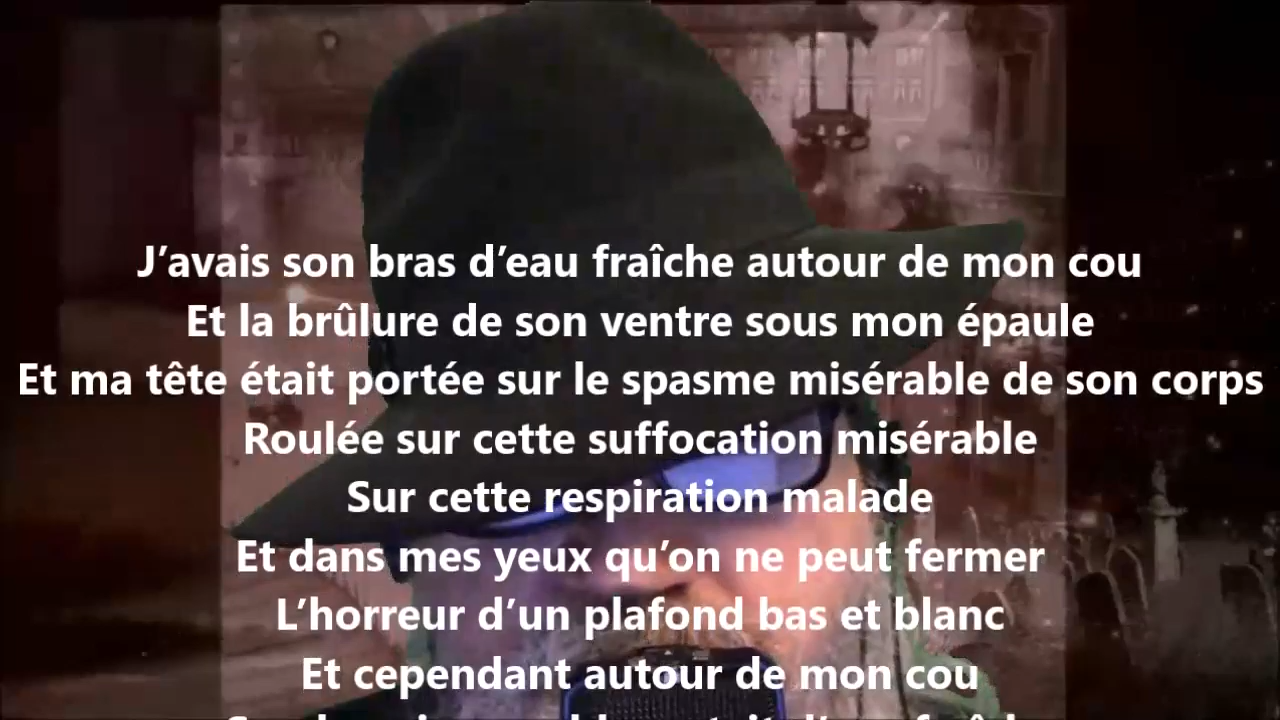 J’avais son bras d’eau fraîche autour de mon cou
Et la brûlure de son ventre sous mon épaule
Et ma tête était portée sur le spasme misérable de son corps
Roulée sur cette suffocation misérable
Sur cette respiration malade
Et dans mes yeux qu’on ne peut fermer
L’horreur d’un plafond bas et blanc
Et cependant autour de mon cou